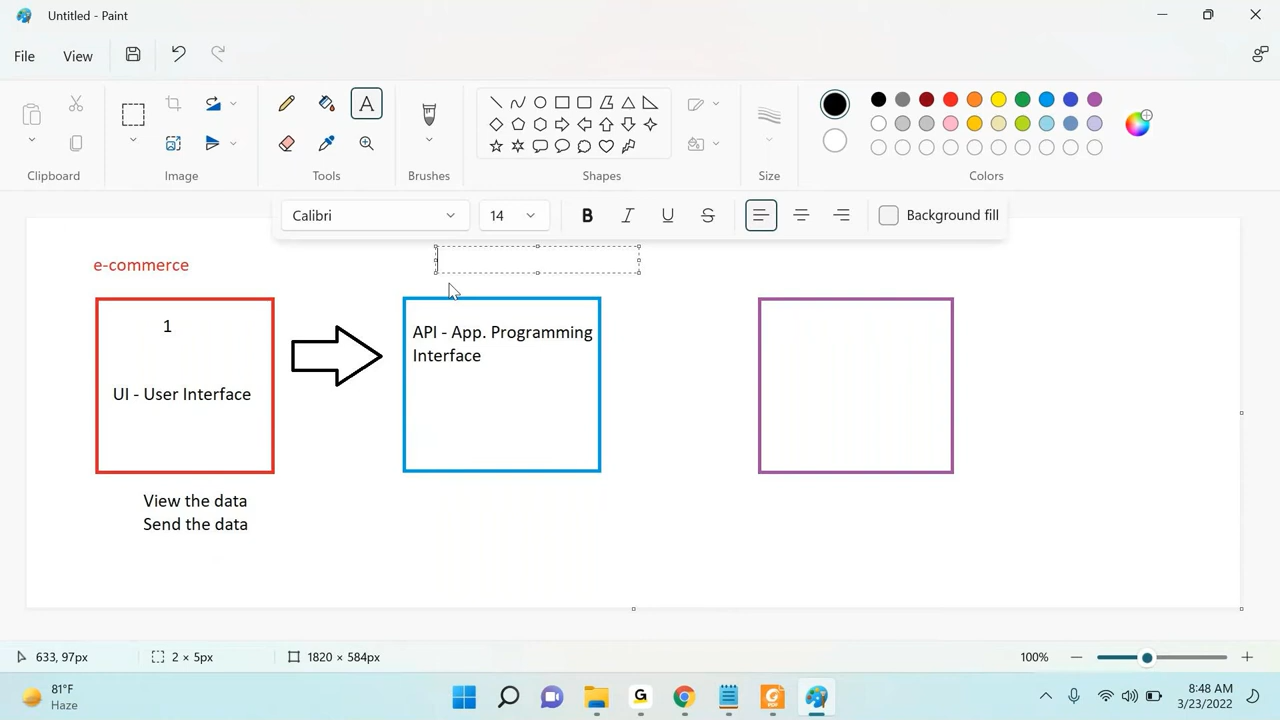 Untitled - Paint
File
View
Clipboard
Image
Tools
Brushes
Shapes
Size
Colors
Calibri
14
B
I
U
S
Background fill
e-commerce
1
UI - User Interface
API - App. Programming
Interface
View the data
Send the data
633, 97px
2 × 5px
1820 × 584px
100%
81°F
Haze
8:48 AM
3/23/2022